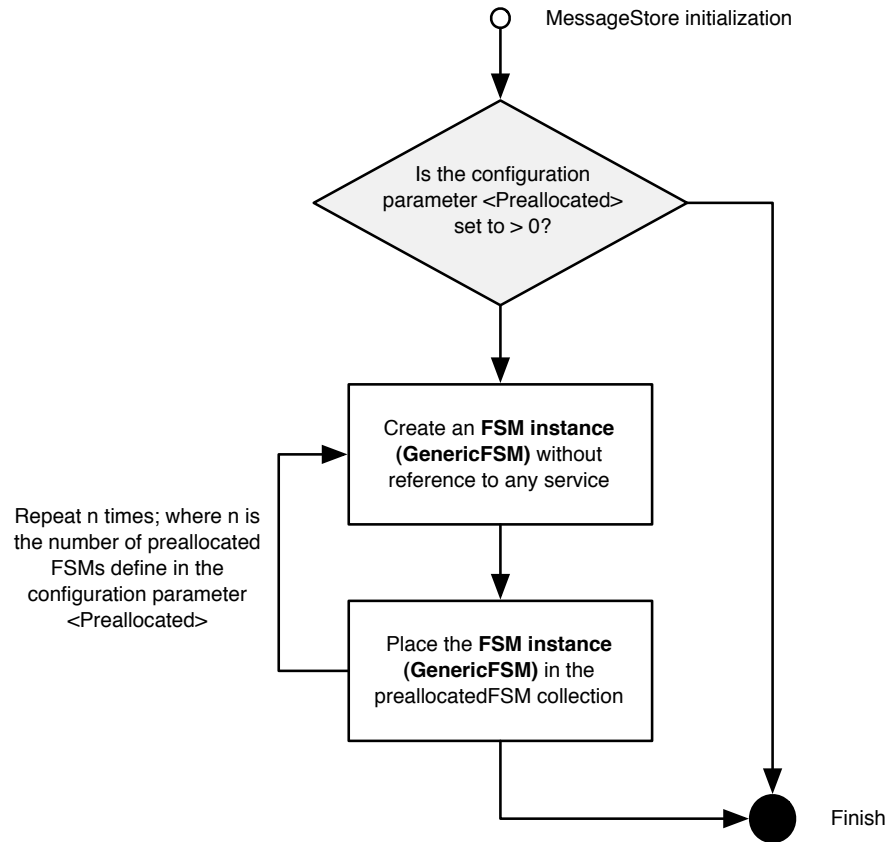 MessageStore initialization
Is the configuration
parameter <Preallocated>
set to > 0?
Create an FSM instance
(GenericFSM) without
reference to any service
Repeat n times; where n is
the number of preallocated
FSMs define in the
configuration parameter
<Preallocated>
Place the FSM instance
(GenericFSM) in the
preallocatedFSM collection
Finish